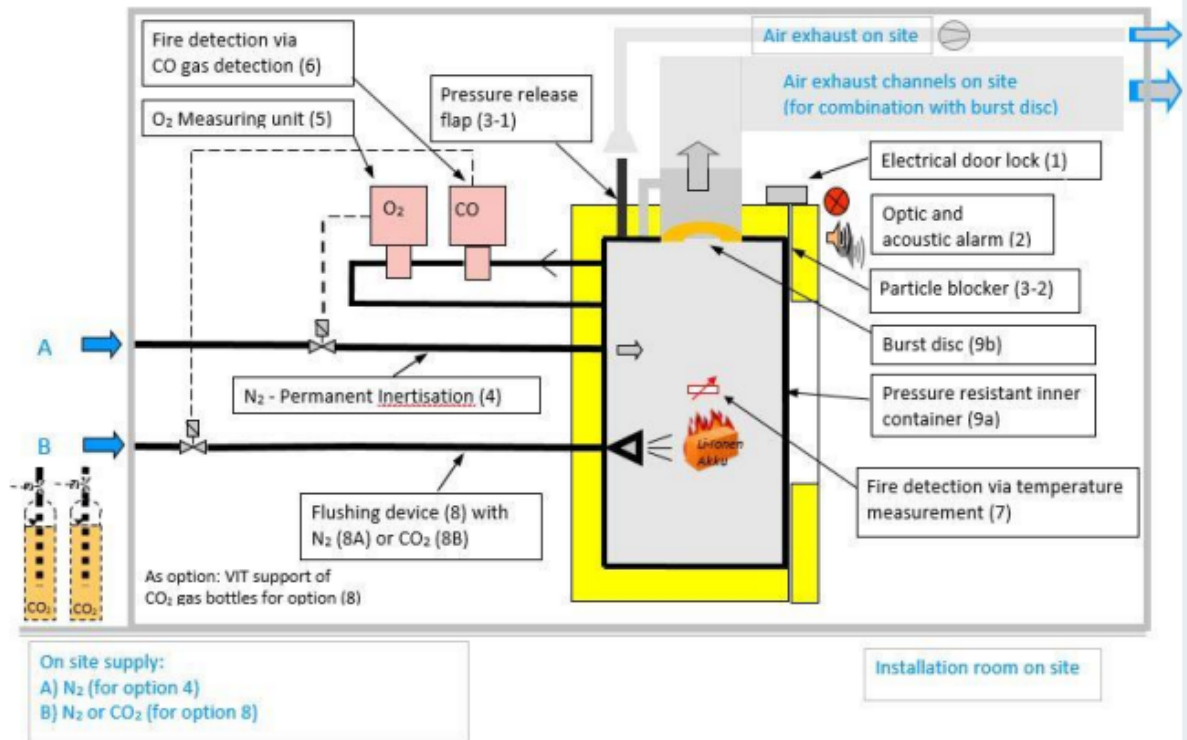 Fire detection via
CO gas detection (6)
O₂ Measuring unit (5)
Pressure release
flap (3-1)
Air exhaust on site
Air exhaust channels on site
(for combination with burst disc)
Electrical door lock (1)
Optic and
acoustic alarm (2)
Particle blocker (3-2)
Burst disc (9b)
Pressure resistant inner
container (9a)
Fire detection via temperature
measurement (7)
O₂
CO
A
N₂ - Permanent Inertisation (4)
B
Li-Ionen
Akku
Flushing device (8) with
N₂ (8A) or CO₂ (8B)
As option: VIT support of
CO₂ gas bottles for option (8)
CO₂
CO₂
On site supply:
A) N₂ (for option 4)
B) N₂ or CO₂ (for option 8)
Installation room on site